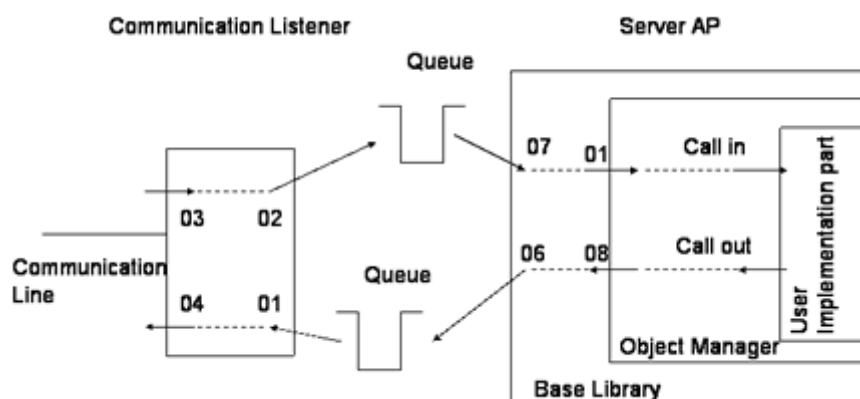 Communication Listener
Server AP
Queue
07
01
Call in
03
02
06
08
Call out
Communication
Line
Queue
04
01
User
Implementation part
Object Manager
Base Library